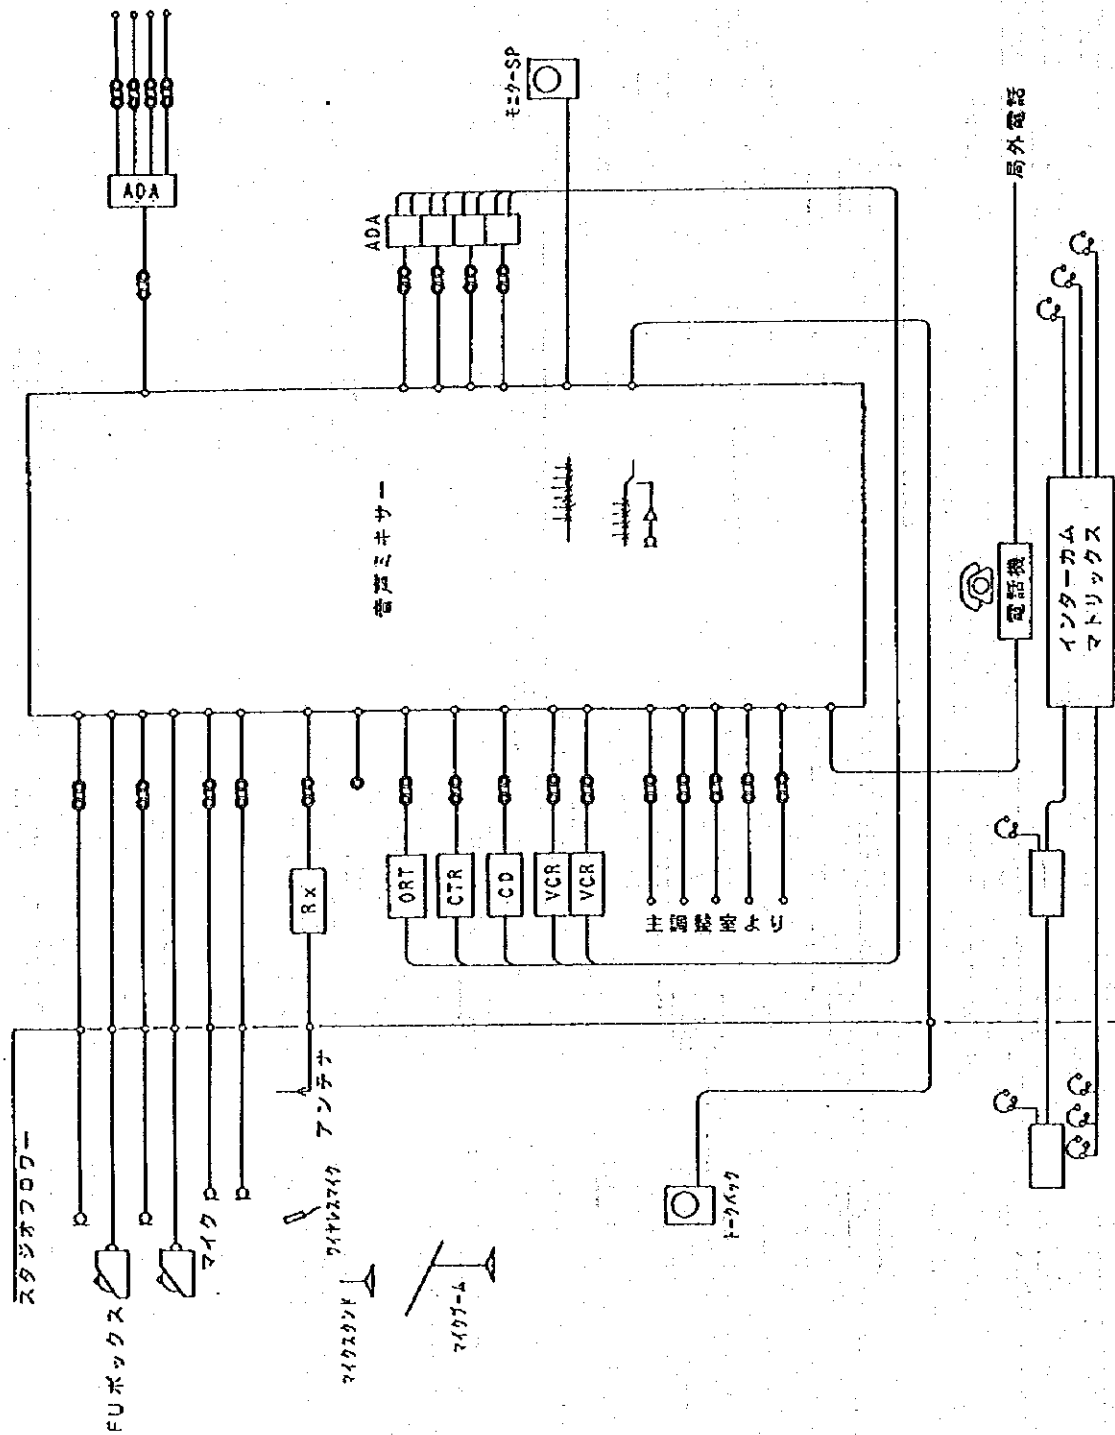 スタジオフロワー
FUボックス
マイク
ワイヤレスマイク
マイクスタンド
マイクブーム
アンテナ
トークバック
Rx
ORT
CTR
CD
VCR
VCR
主調整室より
音声ミキサー
ADA
ADA
モニターSP
電話機
局外電話
インターカム
マトリックス